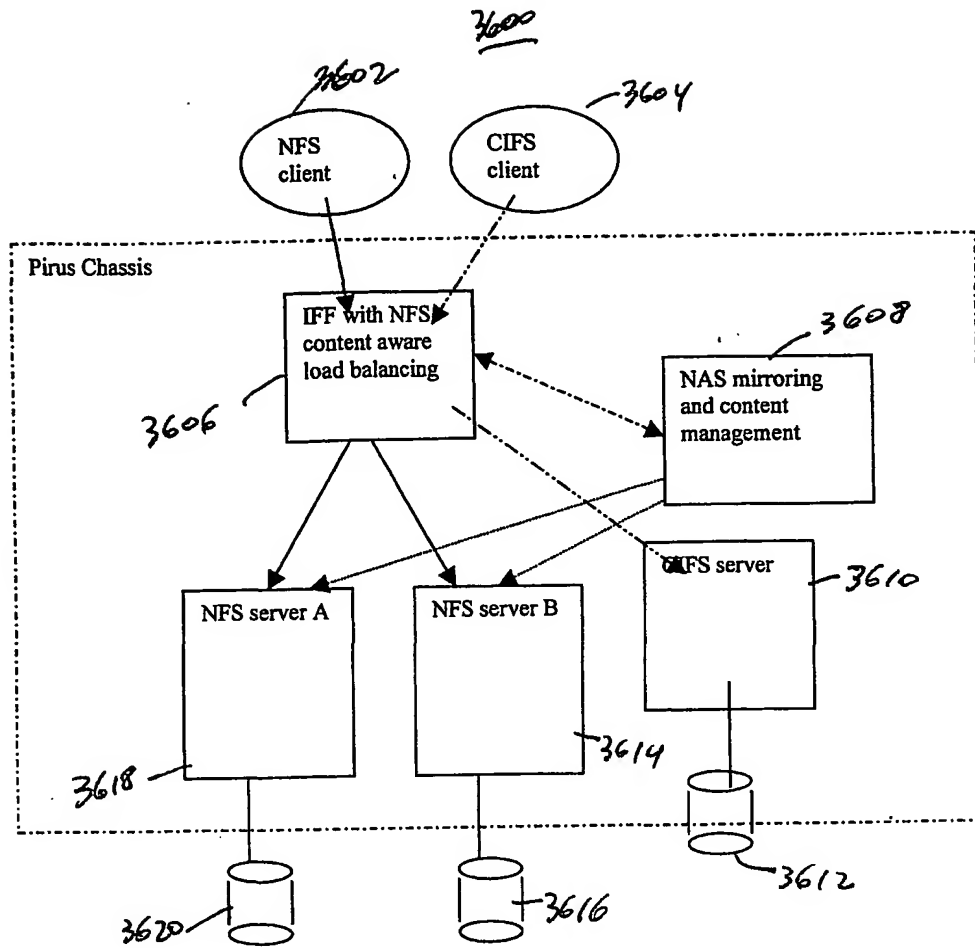 3600
3602
3604
NFS
client
CIFS
client
Pirus Chassis
IFF with NFS
content aware
load balancing
3606
3608
NAS mirroring
and content
management
CIFS server
3610
NFS server A
NFS server B
3618
3614
3612
3620
3616